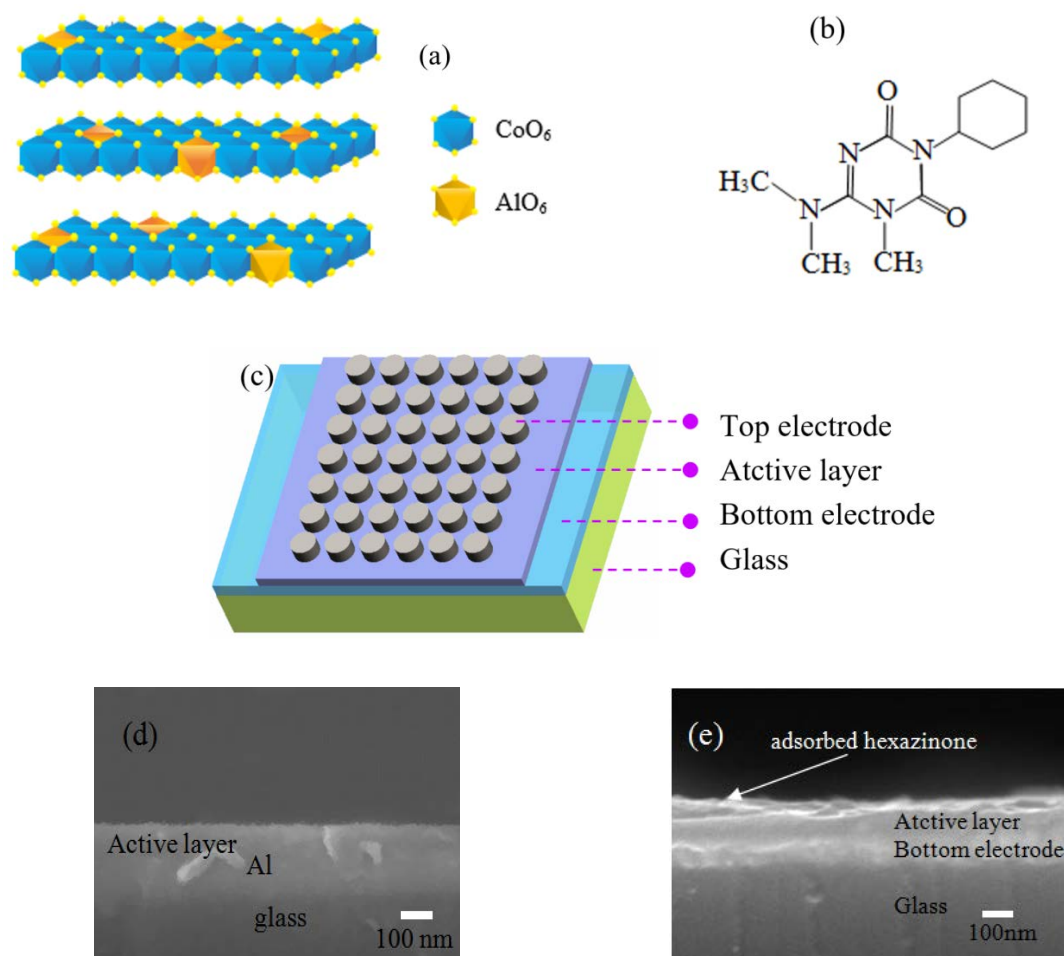 (a)
CoO₆
AlO₆
(b)
O
N
N
H₃C
N
N
O
CH₃
CH₃
(c)
Top electrode
Atctive layer
Bottom electrode
Glass
(d)
Active layer
Al
glass
100 nm
(e)
adsorbed hexazinone
Atctive layer
Bottom electrode
Glass
100nm